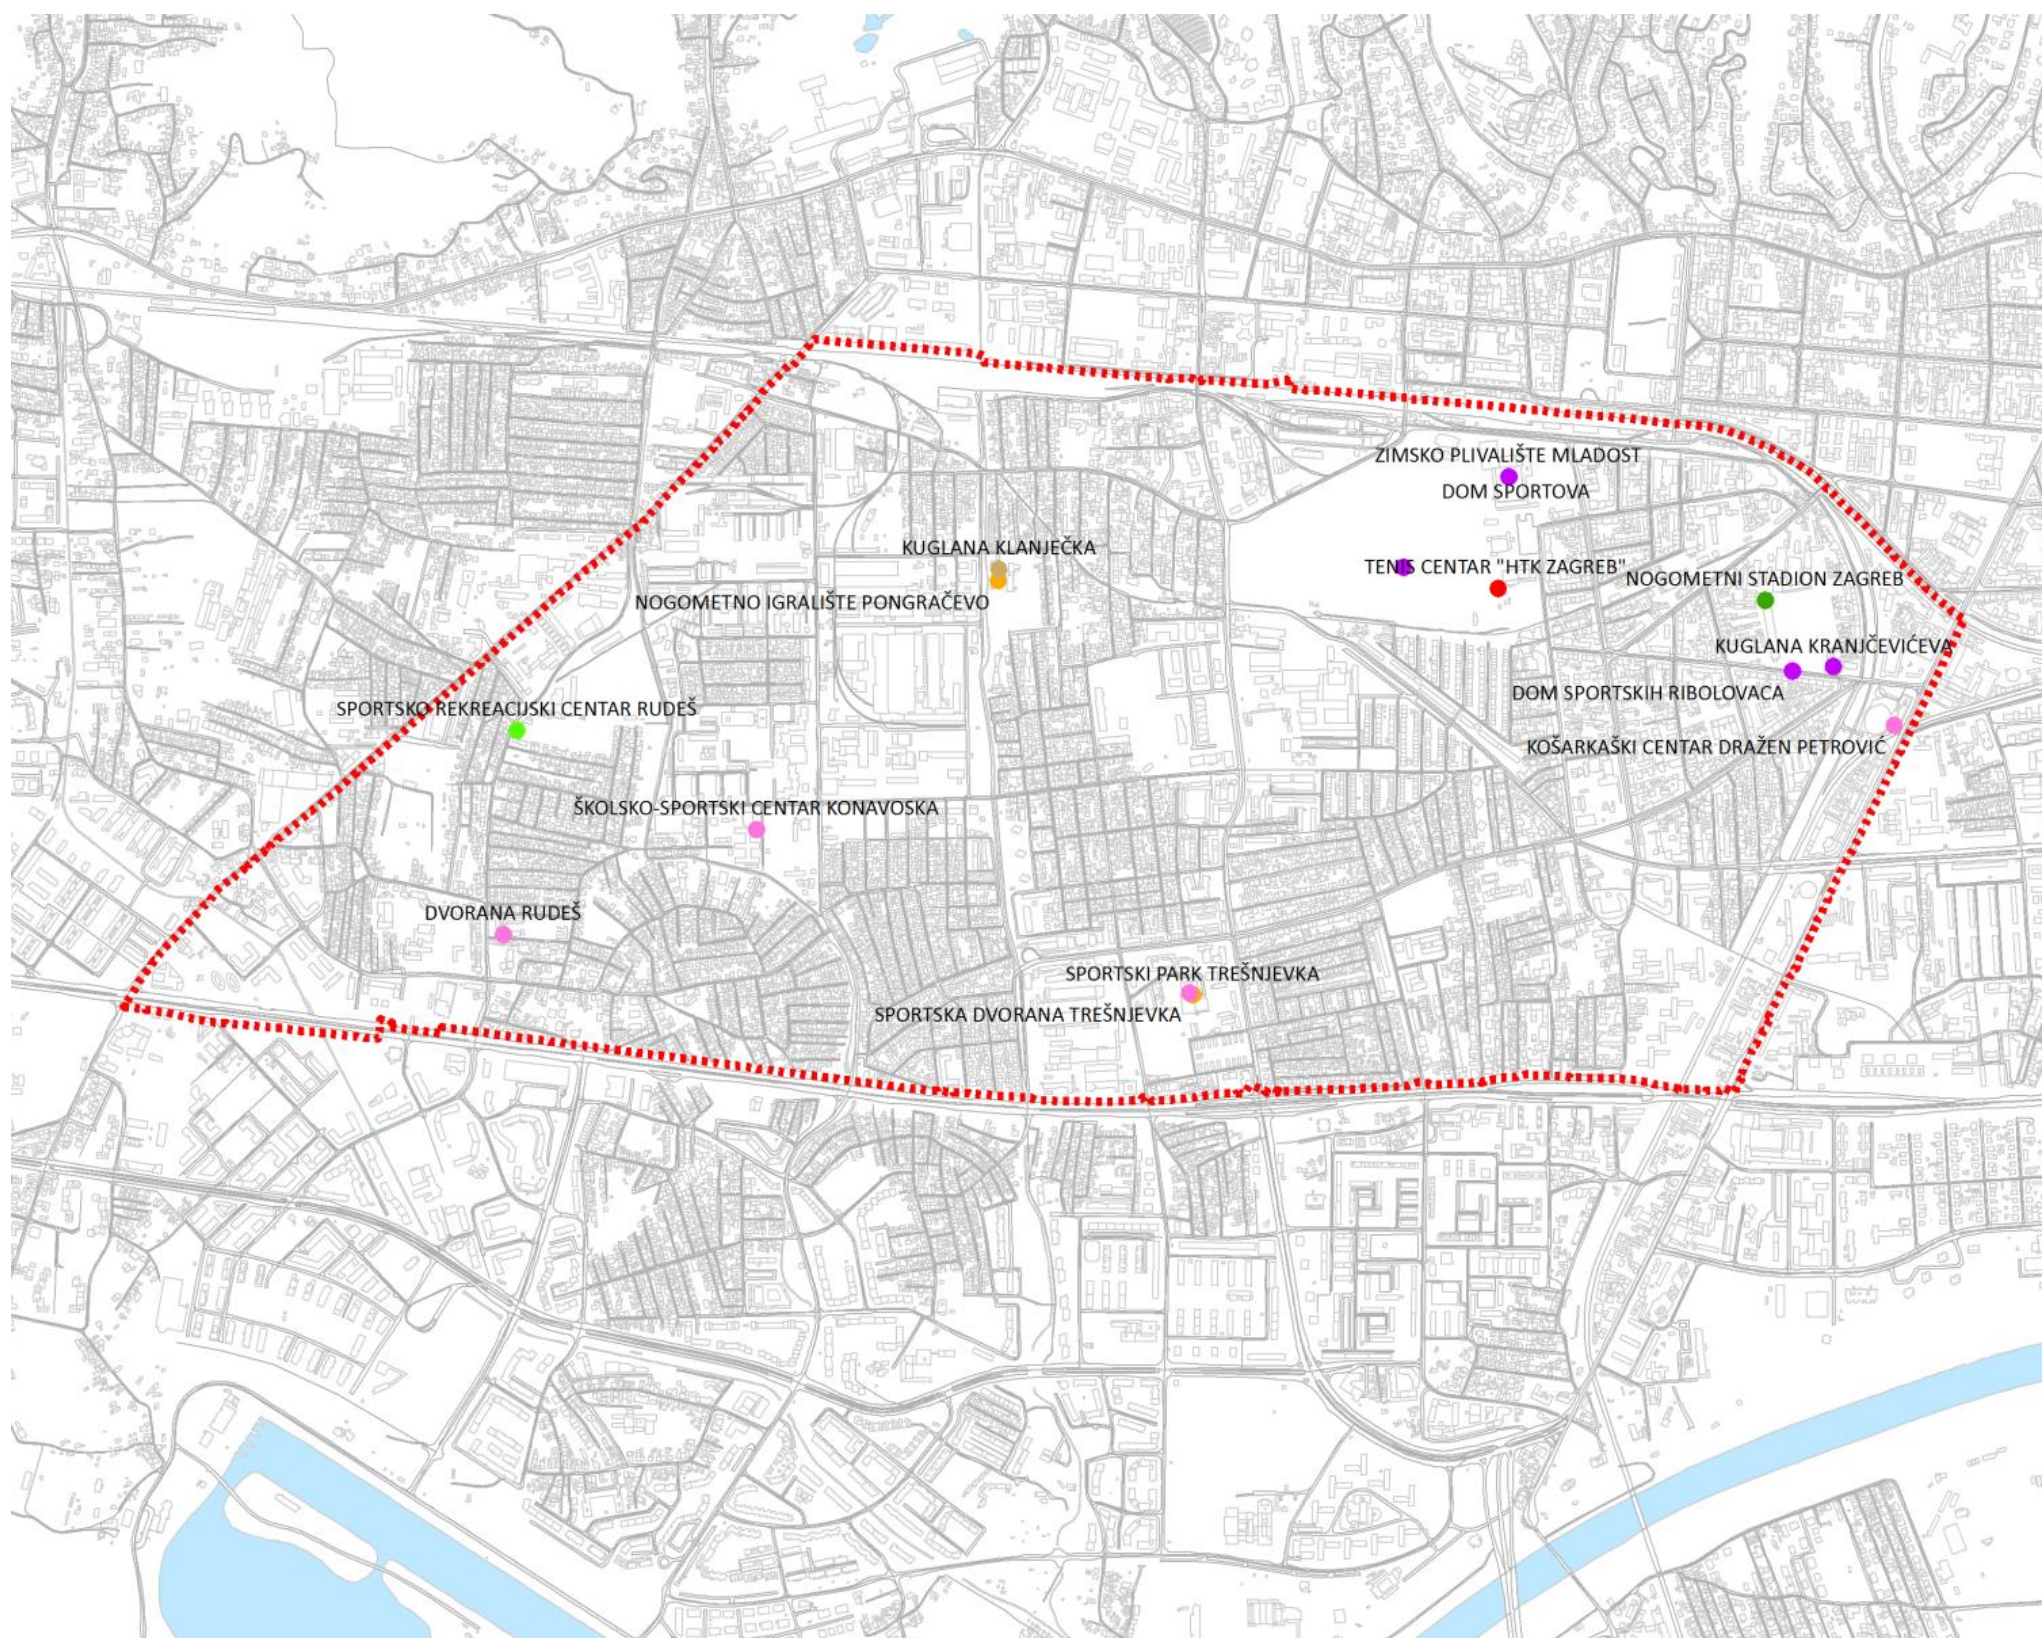 ZIMSKO PLIVALIŠTE MLADOST
DOM SPORTOVA
KUGLANA KLANJEČKA
TENIS CENTAR "HTK ZAGREB"
NOGOMETNI STADION ZAGREB
NOGOMETNO IGRALIŠTE PONGRAČEVO
KUGLANA KRANJČEVIĆEVA
DOM SPORTSKIH RIBOLOVACA
SPORTSKO REKREACIJSKI CENTAR RUDEŠ
KOŠARKAŠKI CENTAR DRAŽEN PETROVIĆ
ŠKOLSKO-SPORTSKI CENTAR KONAVOSKA
DVORANA RUDEŠ
SPORTSKI PARK TREŠNJEVKA
SPORTSKA DVORANA TREŠNJEVKA